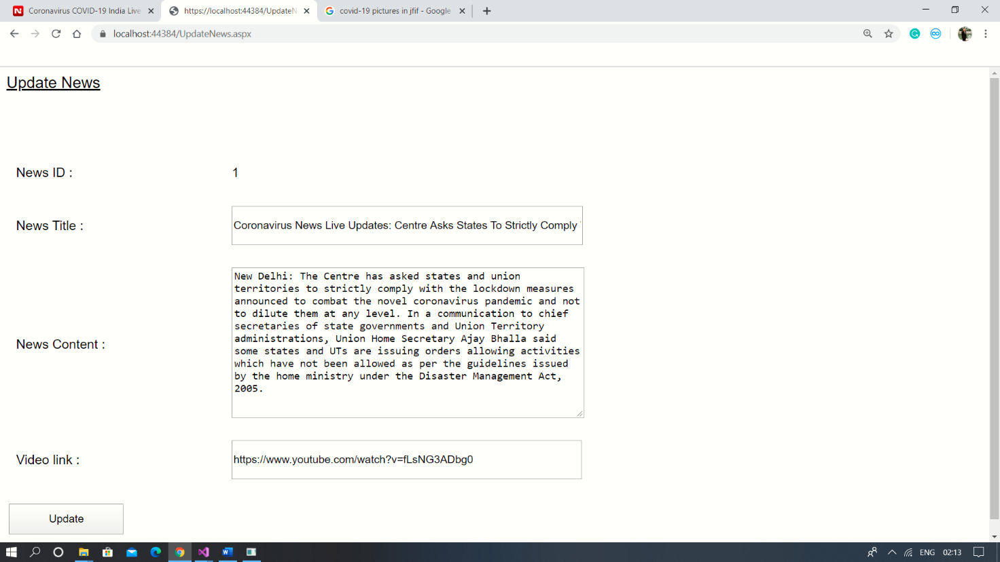 Coronavirus COVID-19 India Live
https://localhost:44384/UpdateN
covid-19 pictures in jfif - Google
localhost:44384/UpdateNews.aspx
Update News
News ID :
1
News Title :
Coronavirus News Live Updates: Centre Asks States To Strictly Comply
News Content :
New Delhi: The Centre has asked states and union
territories to strictly comply with the lockdown measures
announced to combat the novel coronavirus pandemic and not
to dilute them at any level. In a communication to chief
secretaries of state governments and Union Territory
administrations, Union Home Secretary Ajay Bhalla said
some states and UTs are issuing orders allowing activities
which have not been allowed as per the guidelines issued
by the home ministry under the Disaster Management Act,
2005.
Video link :
https://www.youtube.com/watch?v=fLsNG3ADbg0
Update
ENG
02:13